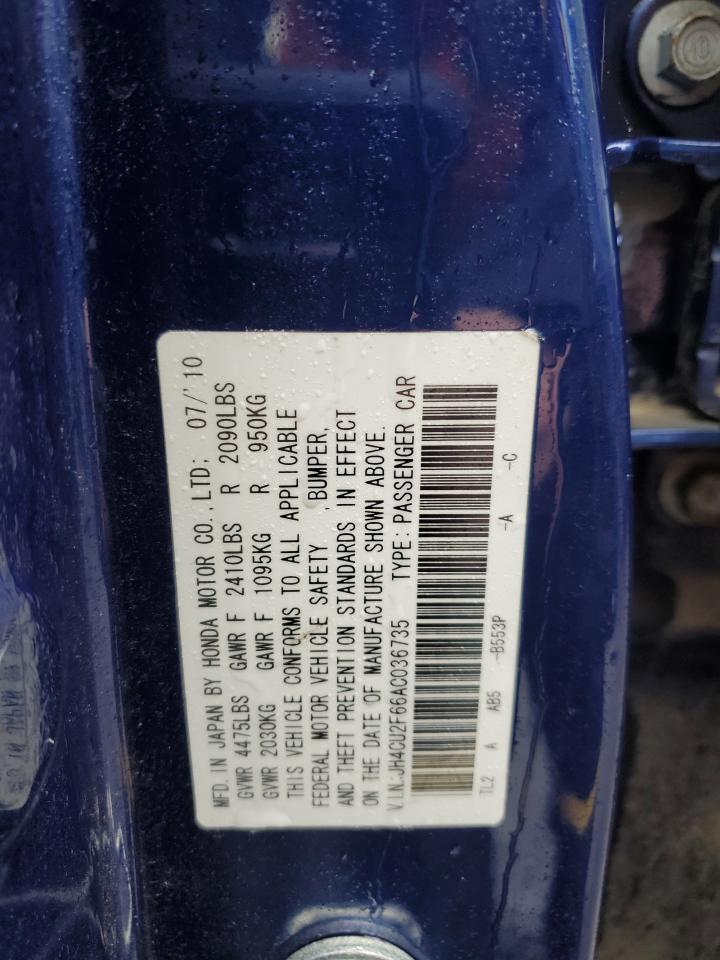 MFD. IN JAPAN BY HONDA MOTOR CO., LTD; 07/'10
GVWR 4475LBS GAWR F 2410LBS R 2090LBS
GVWR 2030KG GAWR F 1095KG R 950KG
THIS VEHICLE CONFORMS TO ALL APPLICABLE
FEDERAL MOTOR VEHICLE SAFETY , BUMPER,
AND THEFT PREVENTION STANDARDS IN EFFECT
ON THE DATE OF MANUFACTURE SHOWN ABOVE.
V.I.N.:JH4CU2F66AC036735 TYPE: PASSENGER CAR
TL2 A AB5 -B553P -A -C
10